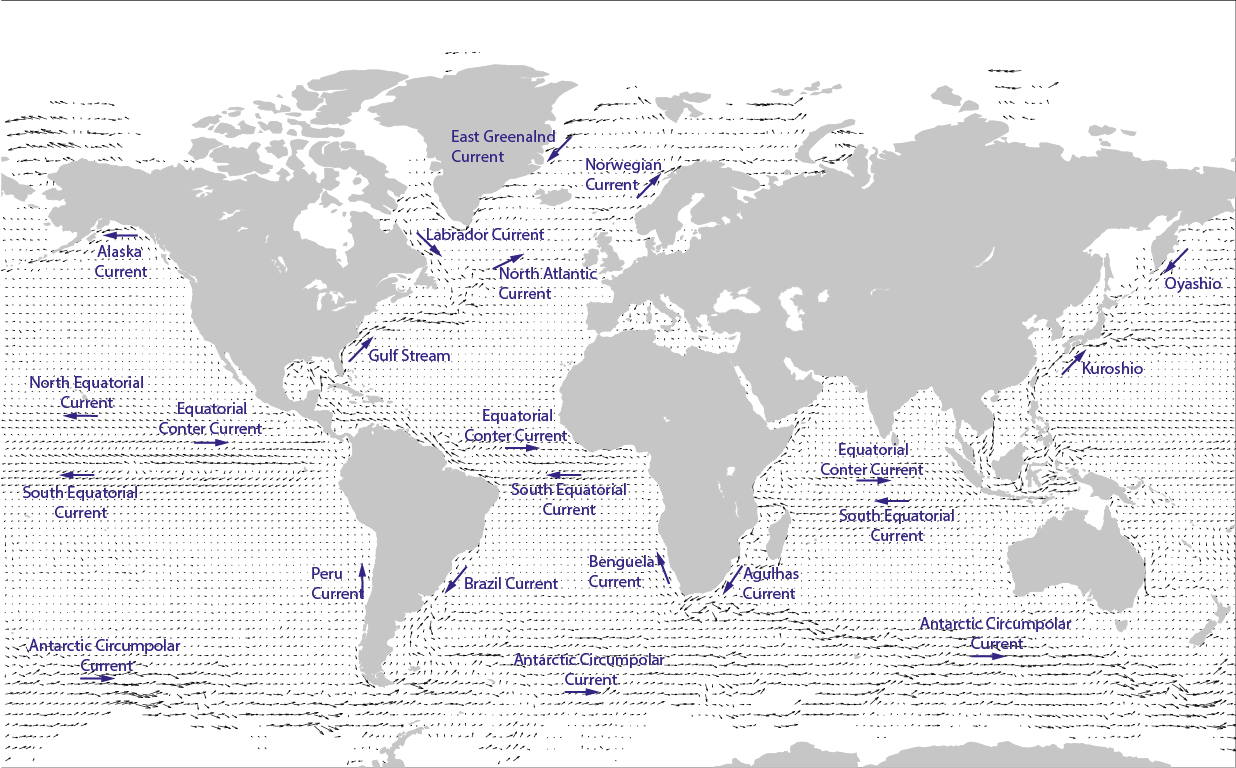 East Greenalnd
Current
Norwegian
Current
Labrador Current
Alaska
Current
North Atlantic
Current
Oyashio
Gulf Stream
Kuroshio
North Equatorial
Current
Equatorial
Conter Current
Equatorial
Conter Current
Equatorial
Conter Current
South Equatorial
Current
South Equatorial
Current
South Equatorial
Current
Peru
Current
Brazil Current
Benguela
Current
Agulhas
Current
Antarctic Circumpolar
Current
Antarctic Circumpolar
Current
Antarctic Circumpolar
Current